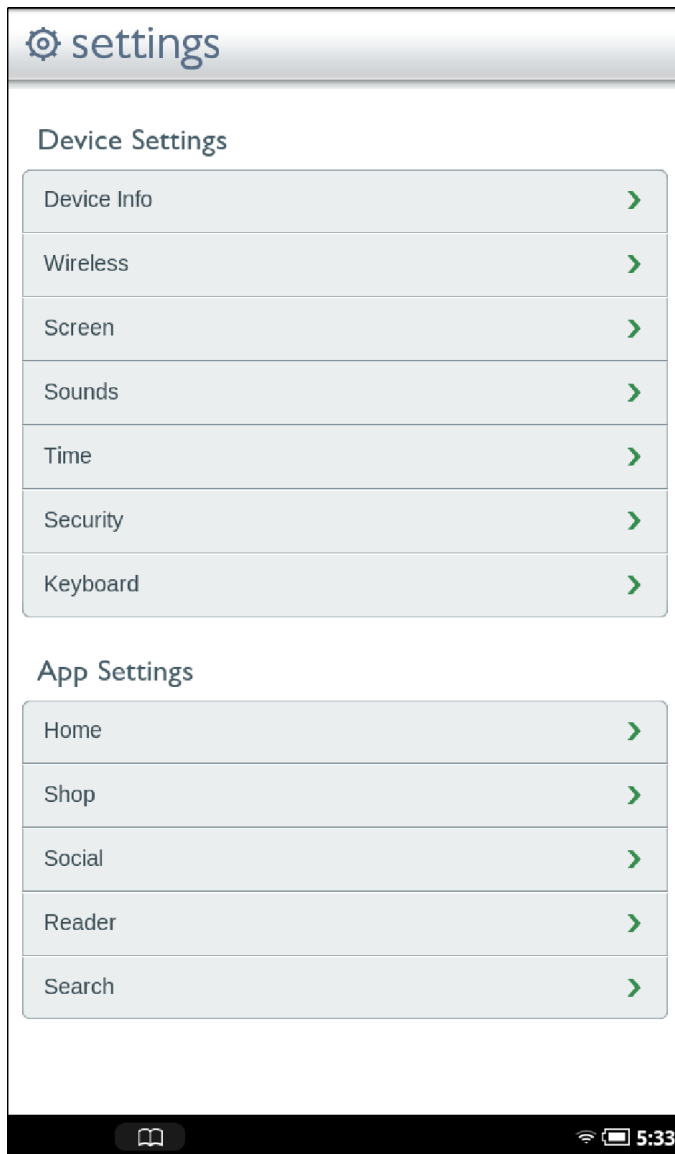 settings
Device Settings
Device Info
Wireless
Screen
Sounds
Time
Security
Keyboard
App Settings
Home
Shop
Social
Reader
Search
5:33